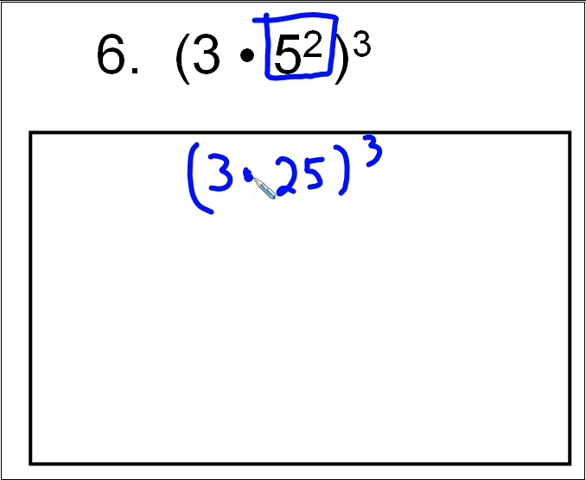 6. (3 • 5²)³
(3 • 25)³